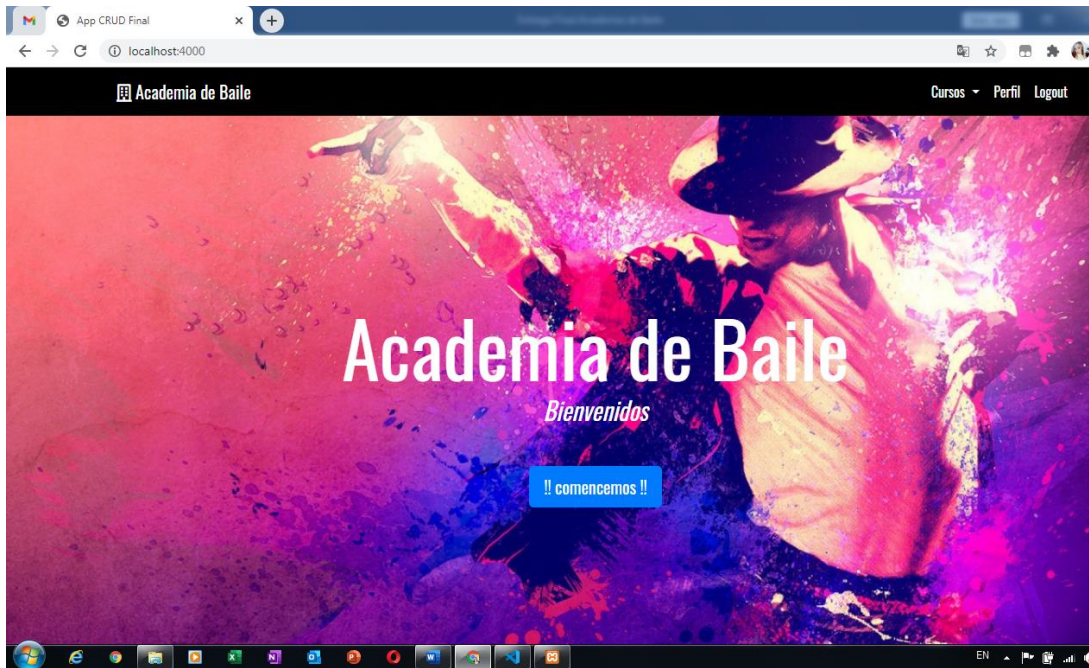 App CRUD Final
localhost:4000
Academia de Baile
Cursos Perfil Logout
Academia de Baile
Bienvenidos
!! comencemos !!
EN